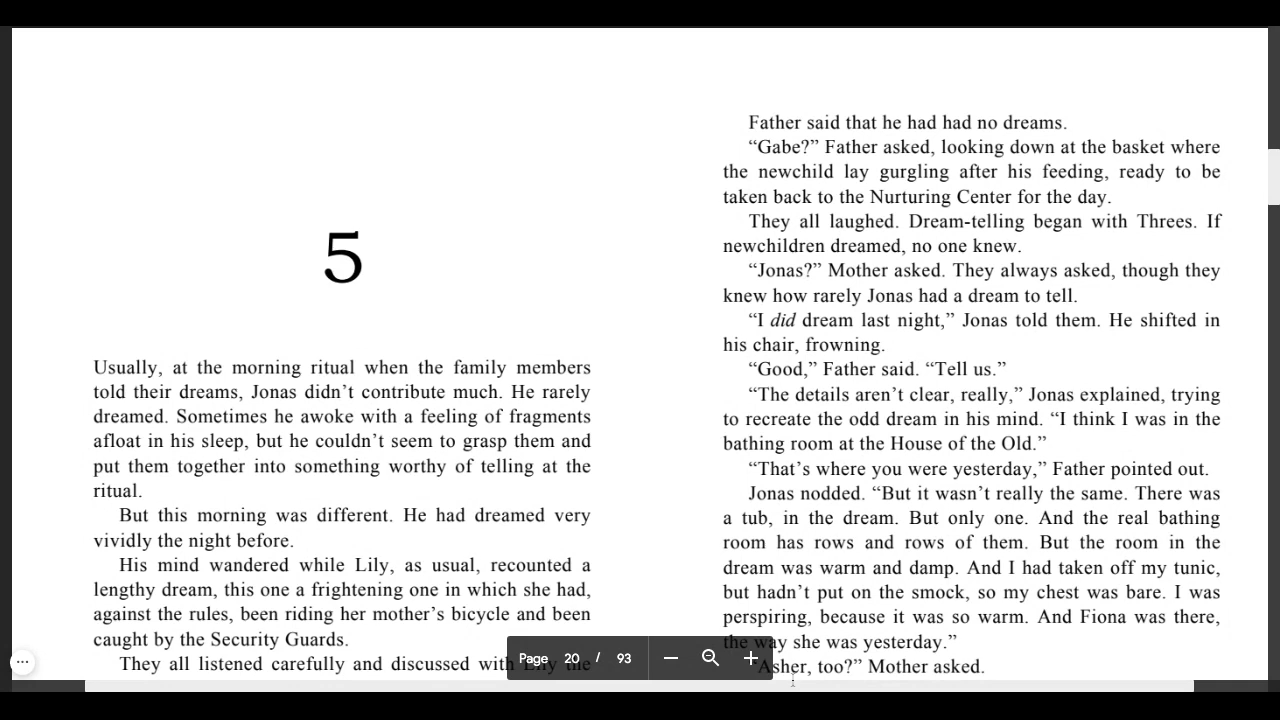 5
Usually, at the morning ritual when the family members
told their dreams, Jonas didn’t contribute much. He rarely
dreamed. Sometimes he awoke with a feeling of fragments
afloat in his sleep, but he couldn’t seem to grasp them and
put them together into something worthy of telling at the
ritual.
But this morning was different. He had dreamed very
vividly the night before.
His mind wandered while Lily, as usual, recounted a
lengthy dream, this one a frightening one in which she had,
against the rules, been riding her mother’s bicycle and been
caught by the Security Guards.
They all listened carefully and discussed with Lily the
Father said that he had had no dreams.
“Gabe?” Father asked, looking down at the basket where
the newchild lay gurgling after his feeding, ready to be
taken back to the Nurturing Center for the day.
They all laughed. Dream-telling began with Threes. If
newchildren dreamed, no one knew.
“Jonas?” Mother asked. They always asked, though they
knew how rarely Jonas had a dream to tell.
“I did dream last night,” Jonas told them. He shifted in
his chair, frowning.
“Good,” Father said. “Tell us.”
“The details aren’t clear, really,” Jonas explained, trying
to recreate the odd dream in his mind. “I think I was in the
bathing room at the House of the Old.”
“That’s where you were yesterday,” Father pointed out.
Jonas nodded. “But it wasn’t really the same. There was
a tub, in the dream. But only one. And the real bathing
room has rows and rows of them. But the room in the
dream was warm and damp. And I had taken off my tunic,
but hadn’t put on the smock, so my chest was bare. I was
perspiring, because it was so warm. And Fiona was there,
the way she was yesterday.”
“Asher, too?” Mother asked.
Page 20 / 93